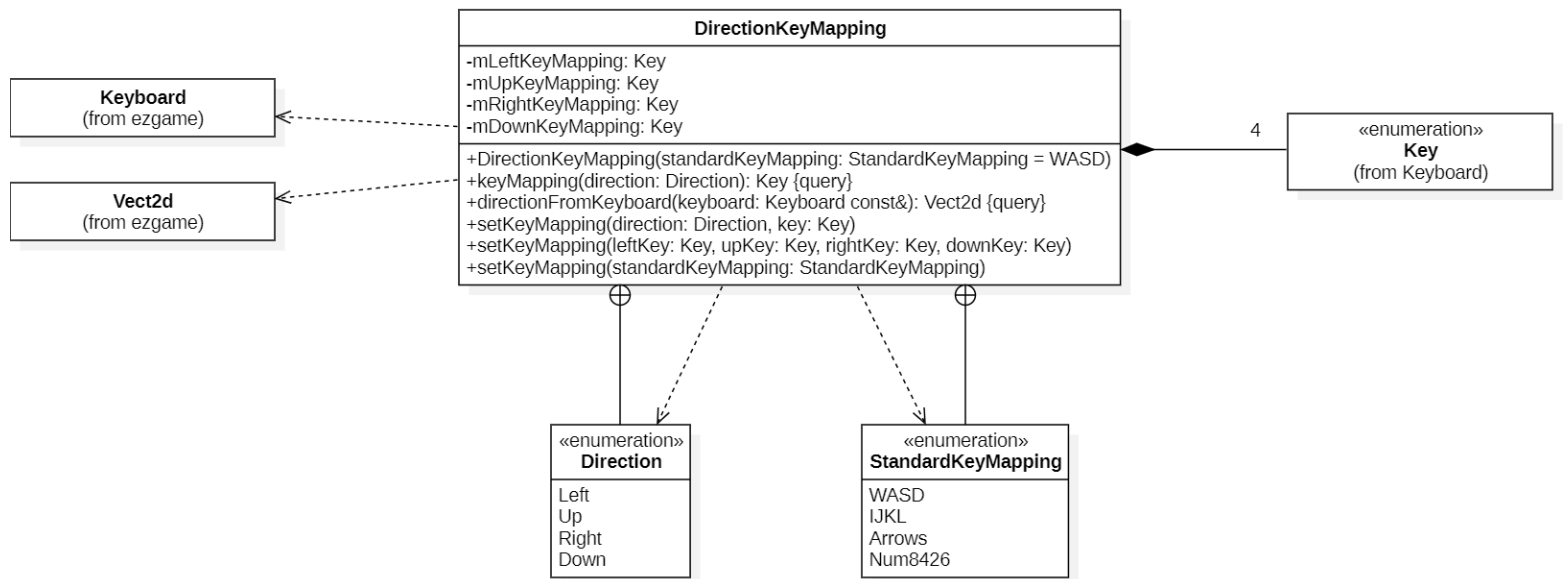 DirectionKeyMapping
-mLeftKeyMapping: Key
-mUpKeyMapping: Key
-mRightKeyMapping: Key
-mDownKeyMapping: Key
+DirectionKeyMapping(standardKeyMapping: StandardKeyMapping = WASD)
+keyMapping(direction: Direction): Key {query}
+directionFromKeyboard(keyboard: Keyboard const&): Vect2d {query}
+setKeyMapping(direction: Direction, key: Key)
+setKeyMapping(leftKey: Key, upKey: Key, rightKey: Key, downKey: Key)
+setKeyMapping(standardKeyMapping: StandardKeyMapping)
Keyboard
(from ezgame)
Vect2d
(from ezgame)
4
«enumeration»
Key
(from Keyboard)
«enumeration»
Direction
Left
Up
Right
Down
«enumeration»
StandardKeyMapping
WASD
IJKL
Arrows
Num8426